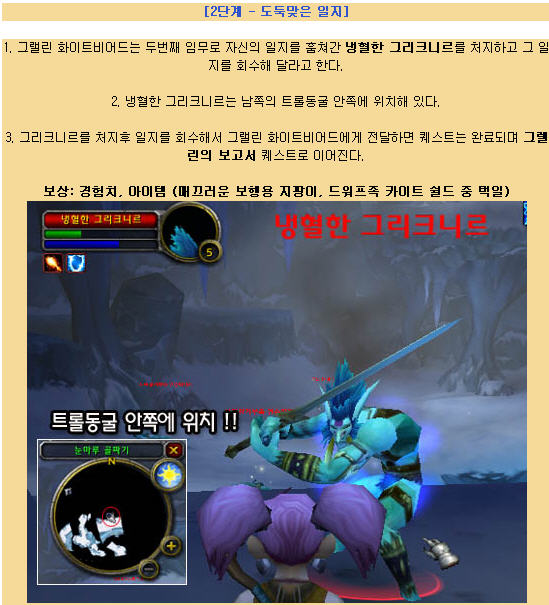 [2단계 - 도둑맞은 일지]
1. 그랠린 화이트비어드는 두번째 임무로 자신의 일지를 훔쳐간 냉혈한 그리크니르를 처지하고 그 일
지를 회수해 달라고 한다.
2. 냉혈한 그리크니르는 남쪽의 트롤동굴 안쪽에 위치해 있다.
3. 그리크니르를 처지후 일지를 회수해서 그랠린 화이트비어드에게 전달하면 퀘스트는 완료되며 그랠
린의 보고서 퀘스트로 이어진다.
보상: 경험치, 아이템 (매끄러운 보행용 지팡이, 드워프족 카이트 쉴드 중 택일)
냉혈한 그리크니르
냉혈한 그리크니르
5
트롤동굴 안쪽에 위치 !!
눈마루 골짜기
N